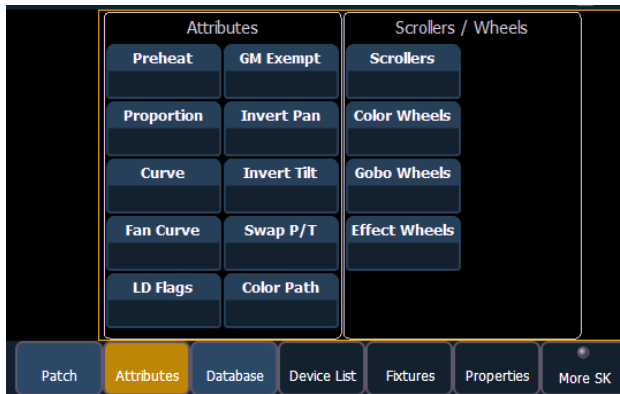 Attributes
Scrollers / Wheels
Preheat
GM Exempt
Scrollers
Proportion
Invert Pan
Color Wheels
Curve
Invert Tilt
Gobo Wheels
Fan Curve
Swap P/T
Effect Wheels
LD Flags
Color Path
Patch
Attributes
Database
Device List
Fixtures
Properties
More SK